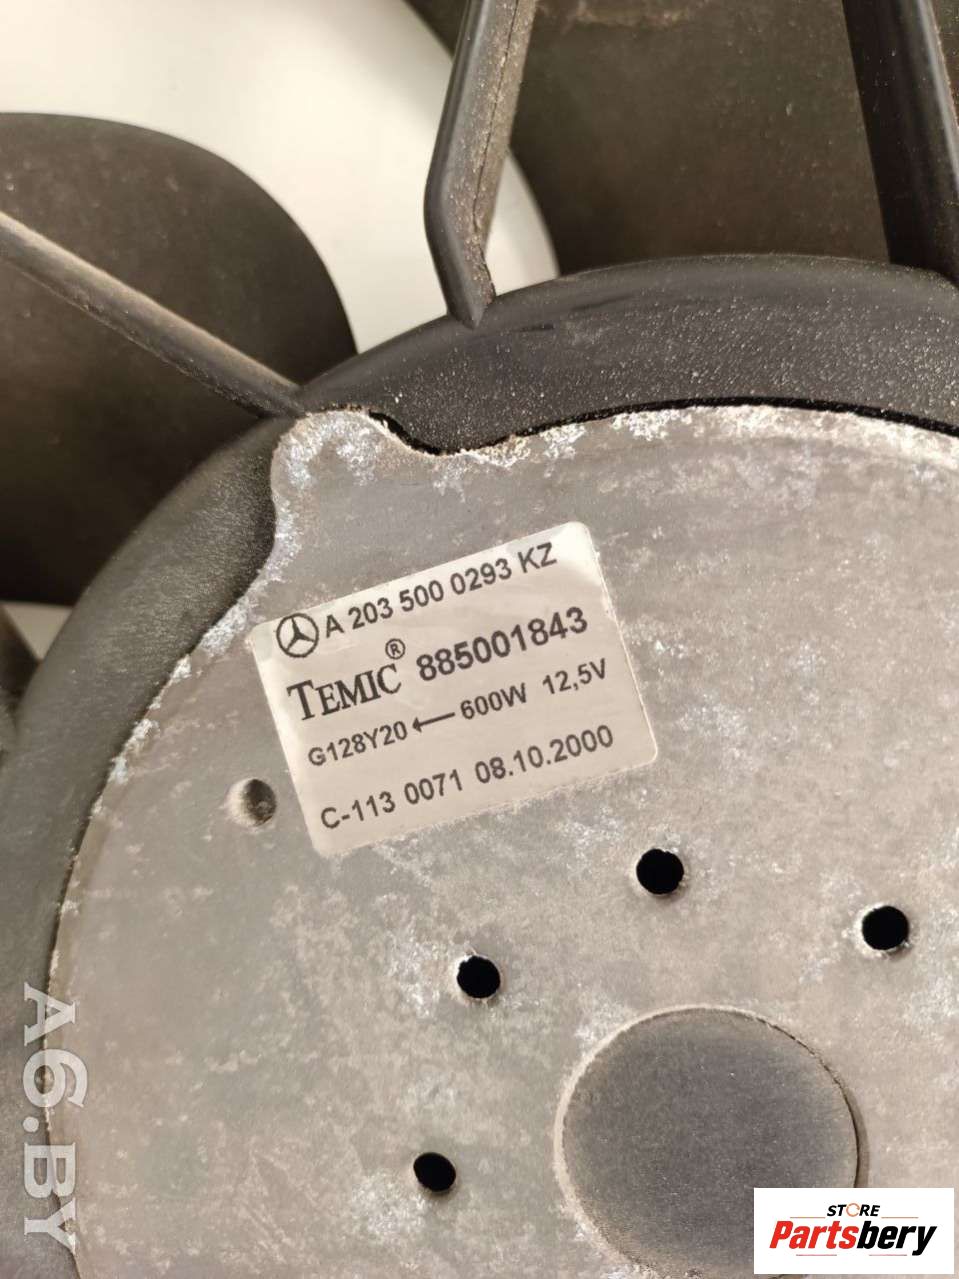 A 203 500 0293 KZ
TEMIC® 885001843
G128Y20 ← 600W 12,5V
C-113 0071 08.10.2000
A6.BY
STORE
Partsbery